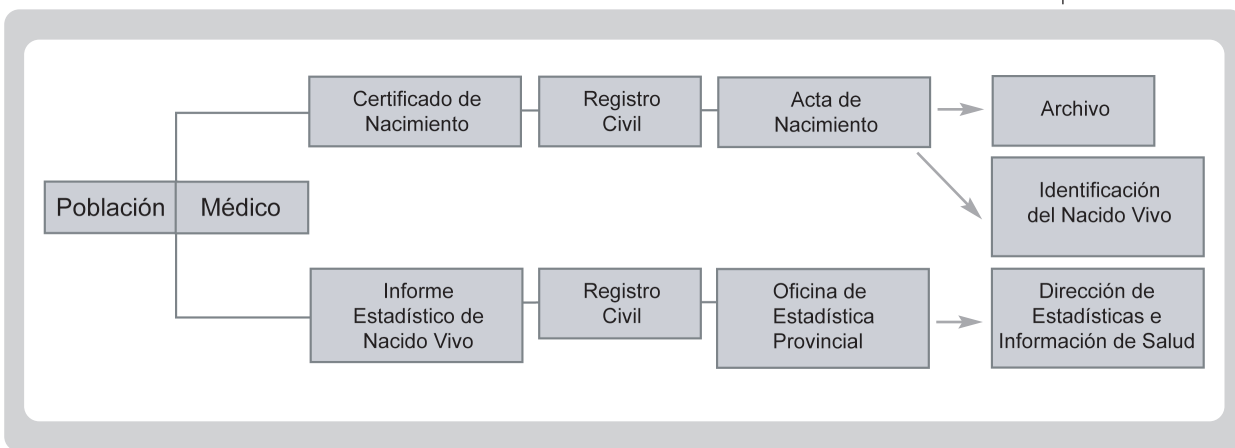 Población
Médico
Certificado de
Nacimiento
Registro
Civil
Acta de
Nacimiento
Archivo
Identificación
del Nacido Vivo
Informe
Estadístico de
Nacido Vivo
Registro
Civil
Oficina de
Estadística
Provincial
Dirección de
Estadísticas e
Información de Salud